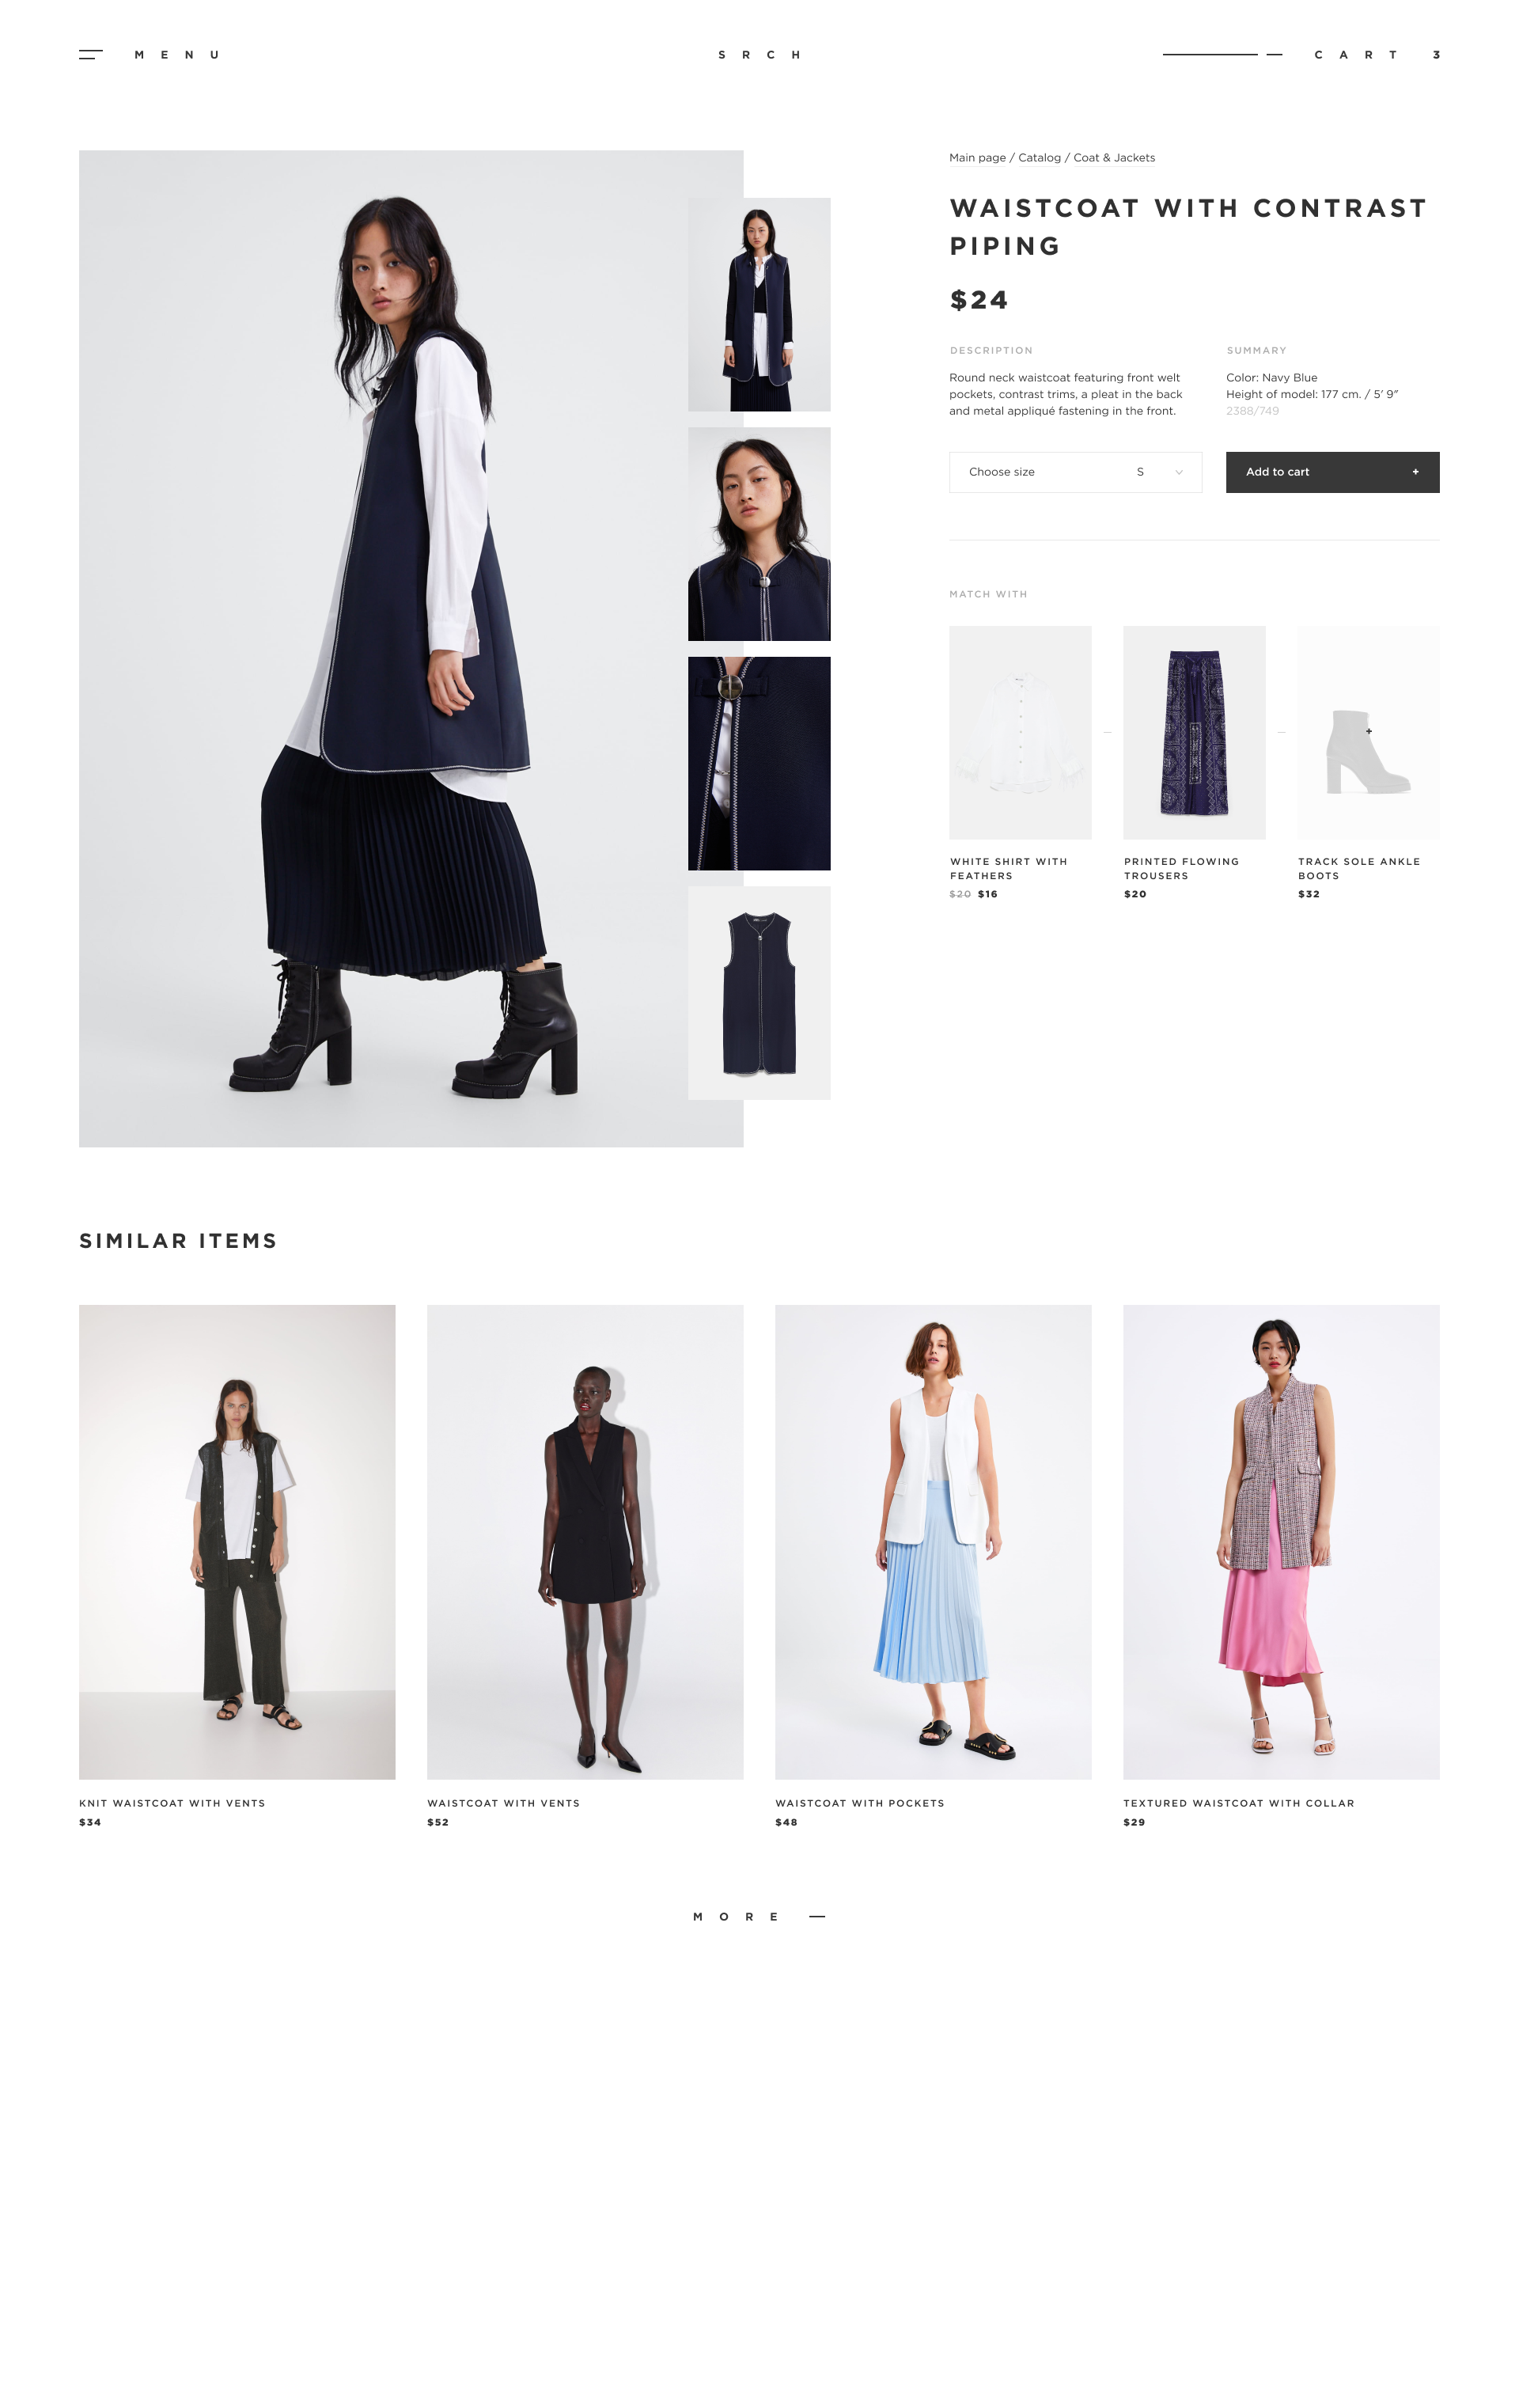 MENU
SRCH
CART 3
Main page / Catalog / Coat & Jackets
WAISTCOAT WITH CONTRAST
PIPING
$24
DESCRIPTION
Round neck waistcoat featuring front welt
pockets, contrast trims, a pleat in the back
and metal appliqué fastening in the front.
SUMMARY
Color: Navy Blue
Height of model: 177 cm. / 5′ 9″
2388/749
Choose size S
Add to cart +
MATCH WITH
WHITE SHIRT WITH
FEATHERS
$20 $16
PRINTED FLOWING
TROUSERS
$20
TRACK SOLE ANKLE
BOOTS
$32
SIMILAR ITEMS
KNIT WAISTCOAT WITH VENTS
$34
WAISTCOAT WITH VENTS
$52
WAISTCOAT WITH POCKETS
$48
TEXTURED WAISTCOAT WITH COLLAR
$29
MORE